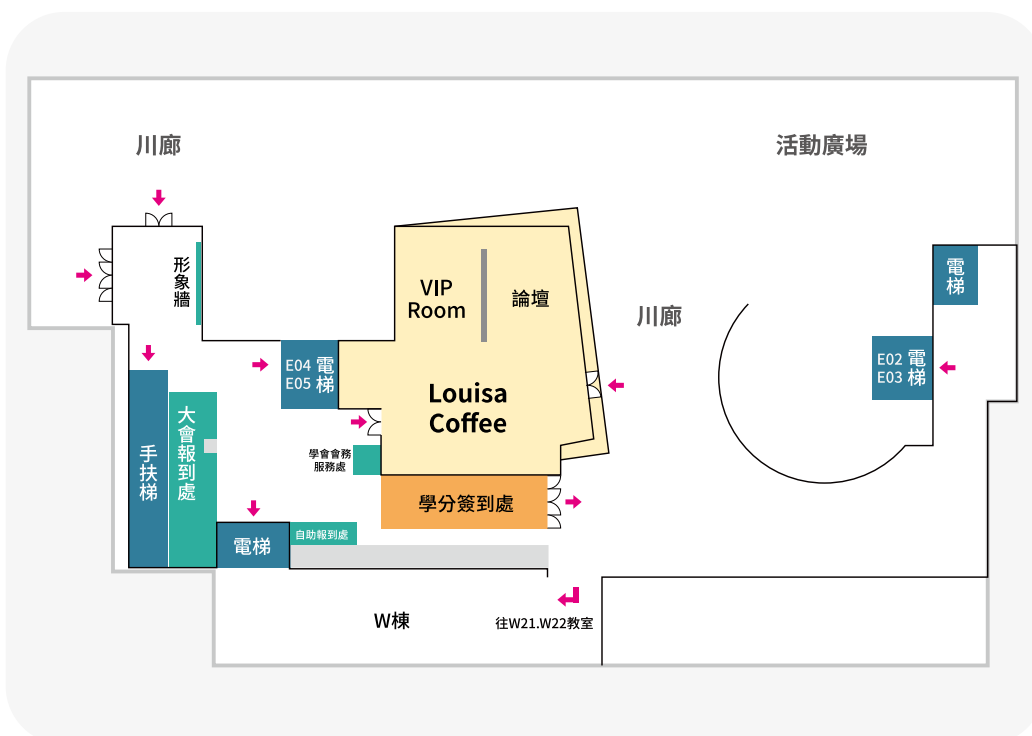 川廊
活動廣場
形象牆
VIP
Room
論壇
電梯
川廊
E04
E05
電梯
E02
E03
電梯
Louisa
Coffee
大會報到處
手扶梯
學會會務
服務處
學分簽到處
自助報到處
電梯
W棟
往W21.W22教室